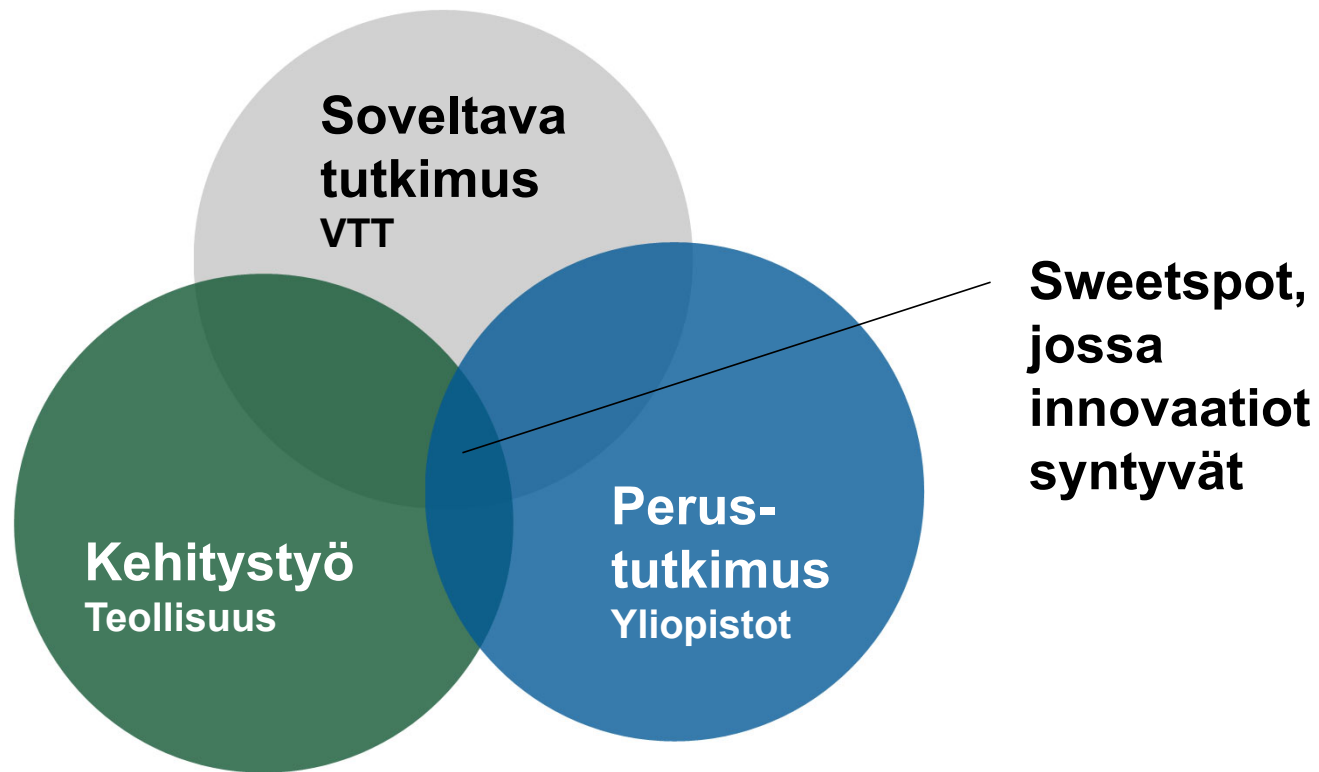 Soveltava
tutkimus
VTT
Sweetspot,
jossa
innovaatiot
syntyvät
Perus-
tutkimus
Yliopistot
Kehitystyö
Teollisuus